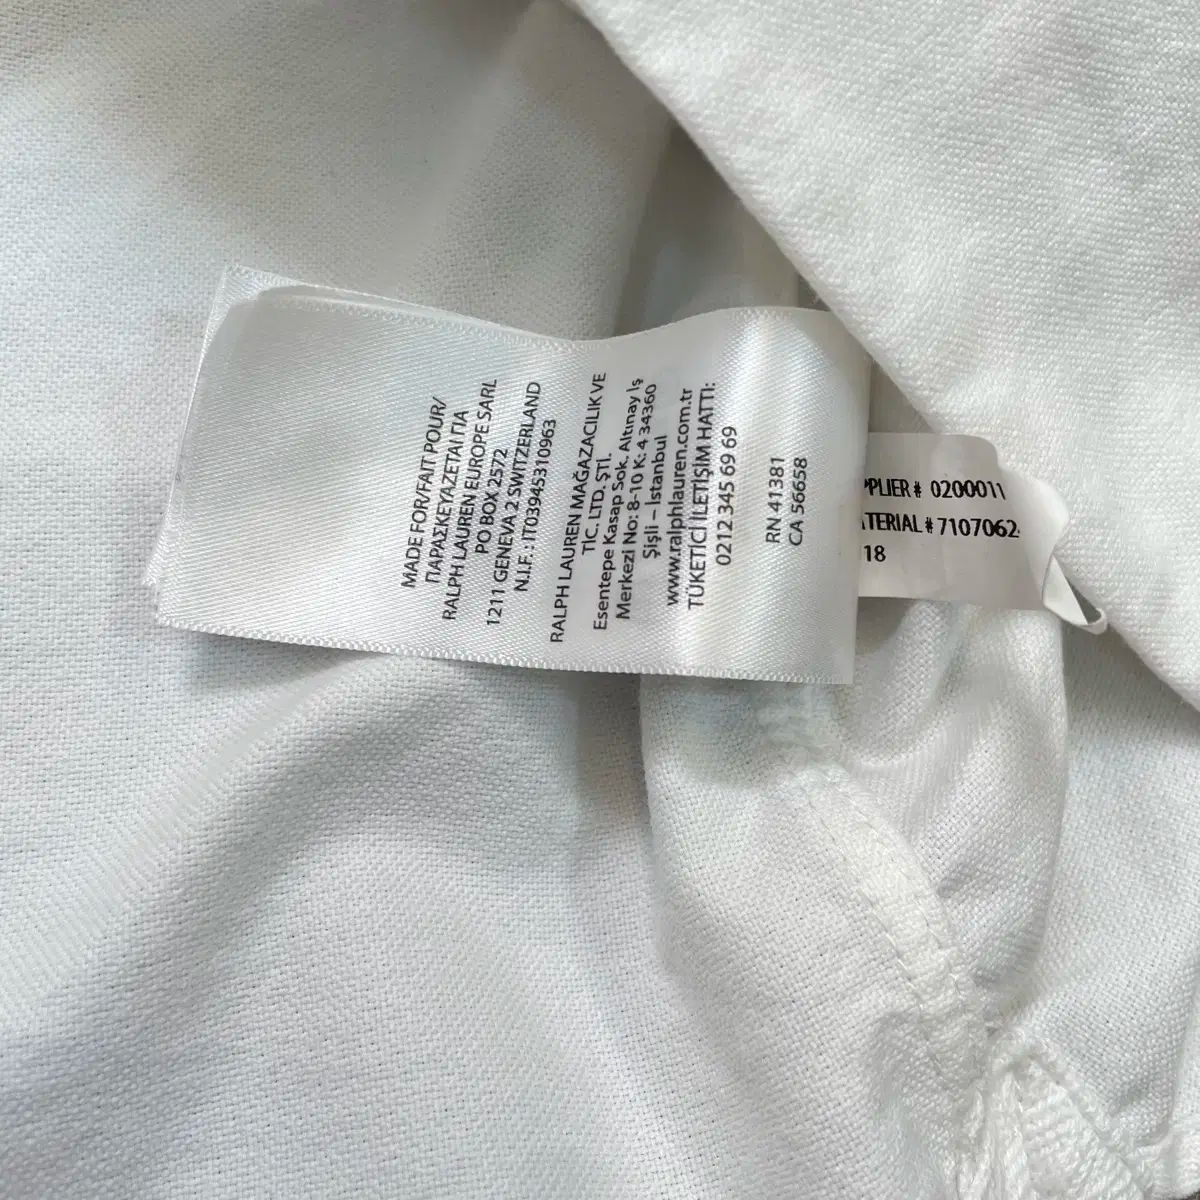 MADE FOR/FAIT POUR/
ΠΑΡΑΣΚΕΥΑΖΕΤΑΙ ΓΙΑ
RALPH LAUREN EUROPE SARL
PO BOX 2572
1211 GENEVA 2 SWITZERLAND
N.I.F.: IT03945310963
RALPH LAUREN MAĞAZACILIK VE
TİC. LTD. ŞTİ.
Esentepe Kasap Sok. Altınay İş
Merkezi No: 8-10 K: 4 34360
Şişli – İstanbul
www.ralphlauren.com.tr
TÜKETİCİ İLETİŞİM HATTI:
0212 345 69 69
RN 41381
CA 56658
PPLIER # 0200011
TERIAL # 7107062
18